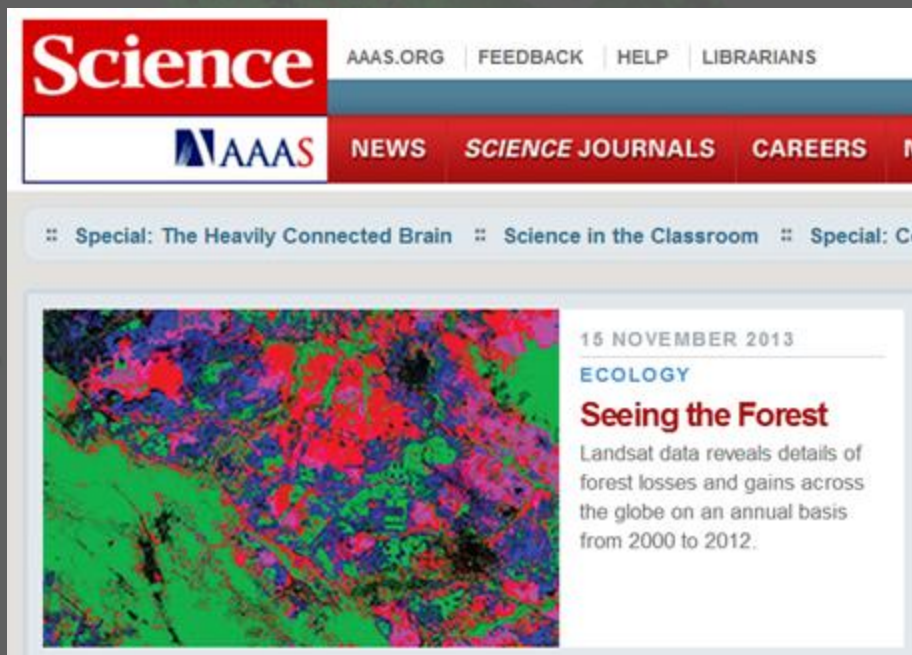 Science
AAAS.ORG FEEDBACK HELP LIBRARIANS
AAAS
NEWS SCIENCE JOURNALS CAREERS
:: Special: The Heavily Connected Brain :: Science in the Classroom :: Special:
15 NOVEMBER 2013
ECOLOGY
Seeing the Forest
Landsat data reveals details of
forest losses and gains across
the globe on an annual basis
from 2000 to 2012.